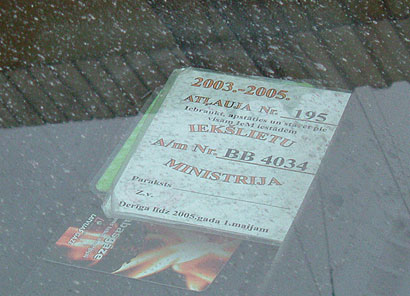 2003.-2005.
ATĻAUJA Nr. 195
Iebraukt, apstāties un stāvēt pie
visām IeM iestādēm
IEKŠLIETU
A/m Nr. BB 4034
MINISTRIJA
Paraksts
Z.v.
Derīga līdz 2005.gada 1.maijam